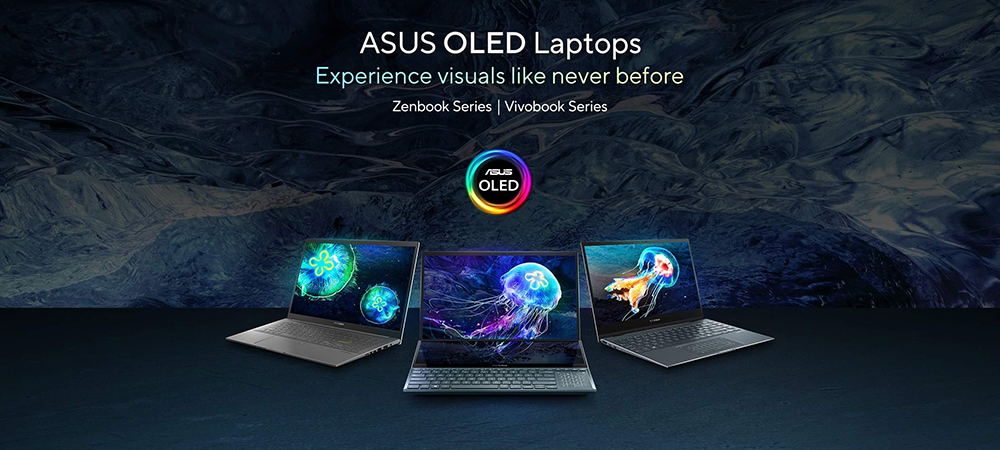 ASUS OLED Laptops
Experience visuals like never before
Zenbook Series | Vivobook Series
ASUS
OLED